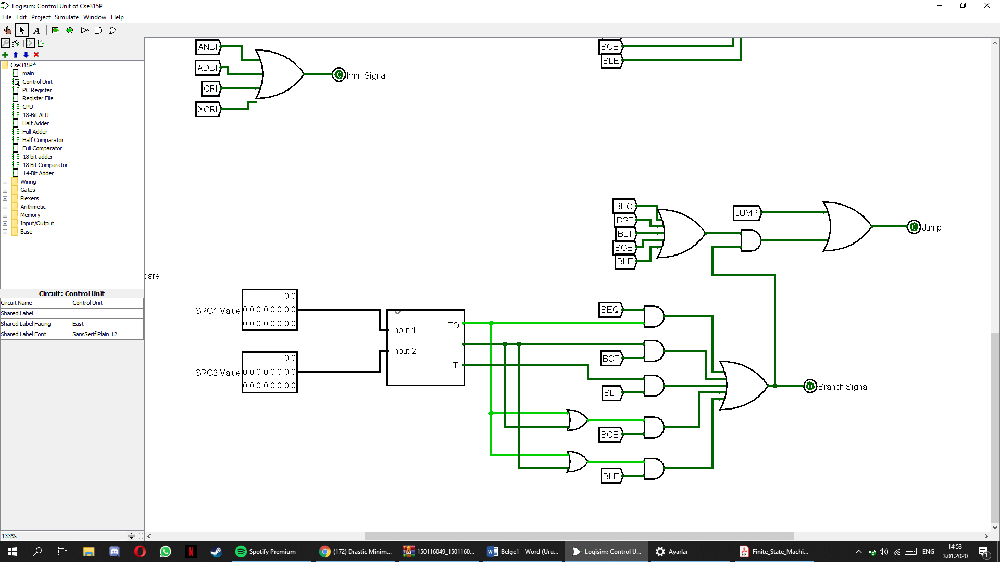 Logisim: Control Unit of Cse315P
File Edit Project Simulate Window Help
A
Cse315P*
main
Control Unit
PC Register
Register File
CPU
18-Bit ALU
Half Adder
Full Adder
Half Comparator
Full Comparator
18 bit adder
18 Bit Comparator
14-Bit Adder
Wiring
Gates
Plexers
Arithmetic
Memory
Input/Output
Base
Circuit: Control Unit
Circuit Name Control Unit
Shared Label
Shared Label Facing East
Shared Label Font SansSerif Plain 12
133%
ANDI
ADDI
ORI
XORI
0 Imm Signal
BGE
BLE
BEQ
BGT
BLT
BGE
BLE
JUMP
0 Jump
pare
SRC1 Value
0 0
0 0 0 0 0 0 0 0
0 0 0 0 0 0 0 0
SRC2 Value
0 0
0 0 0 0 0 0 0 0
0 0 0 0 0 0 0 0
input 1
input 2
EQ
GT
LT
BEQ
BGT
BLT
BGE
BLE
0 Branch Signal
Spotify Premium
(172) Drastic Minim...
150116049_1501160...
Belge1 - Word (Ürü...
Logisim: Control U...
Ayarlar
Finite_State_Machi...
ENG
14:53
3.01.2020
1